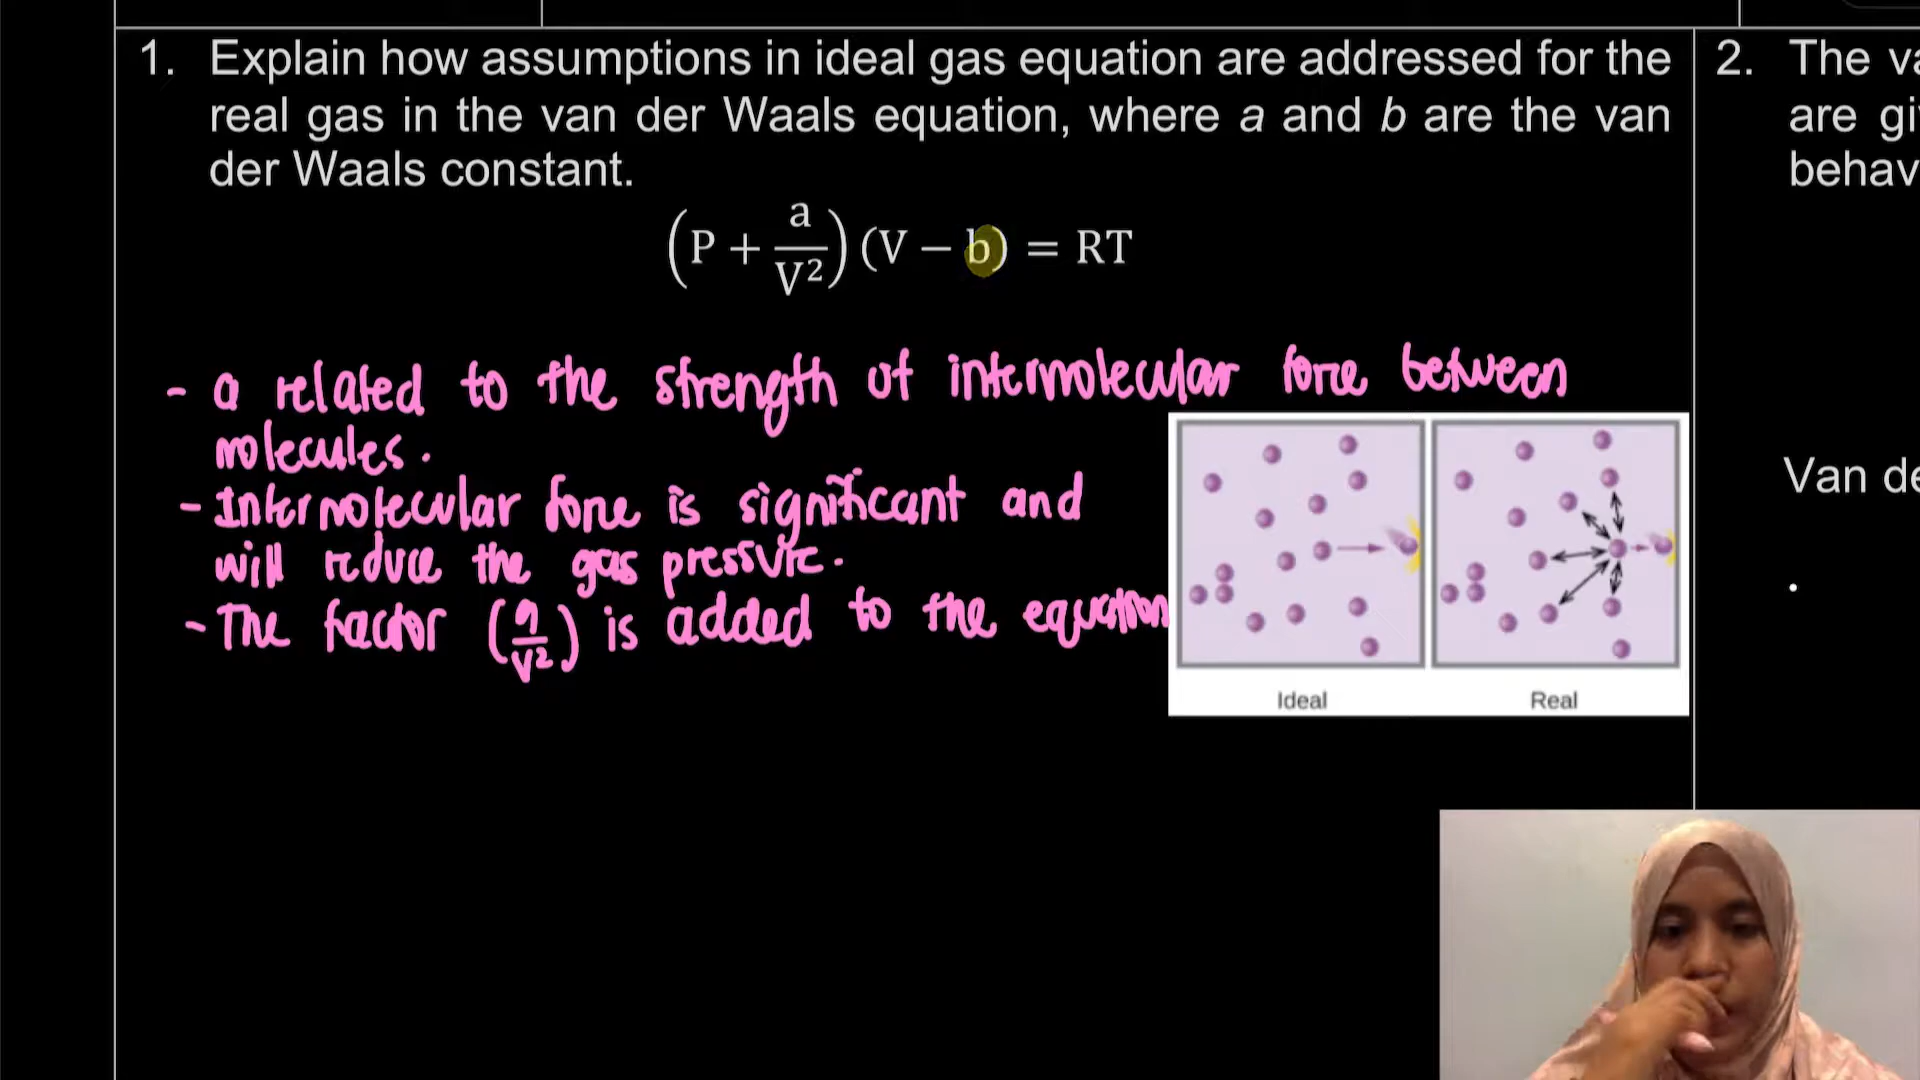 1. Explain how assumptions in ideal gas equation are addressed for the
real gas in the van der Waals equation, where a and b are the van
der Waals constant.
(P + a/V²) (V − b) = RT
- a related to the strength of intermolecular force between
molecules.
- Intermolecular force is significant and
will reduce the gas pressure.
- The factor (a/V²) is added to the equation
Ideal
Real
2. The va
are gi
behav
Van de
.